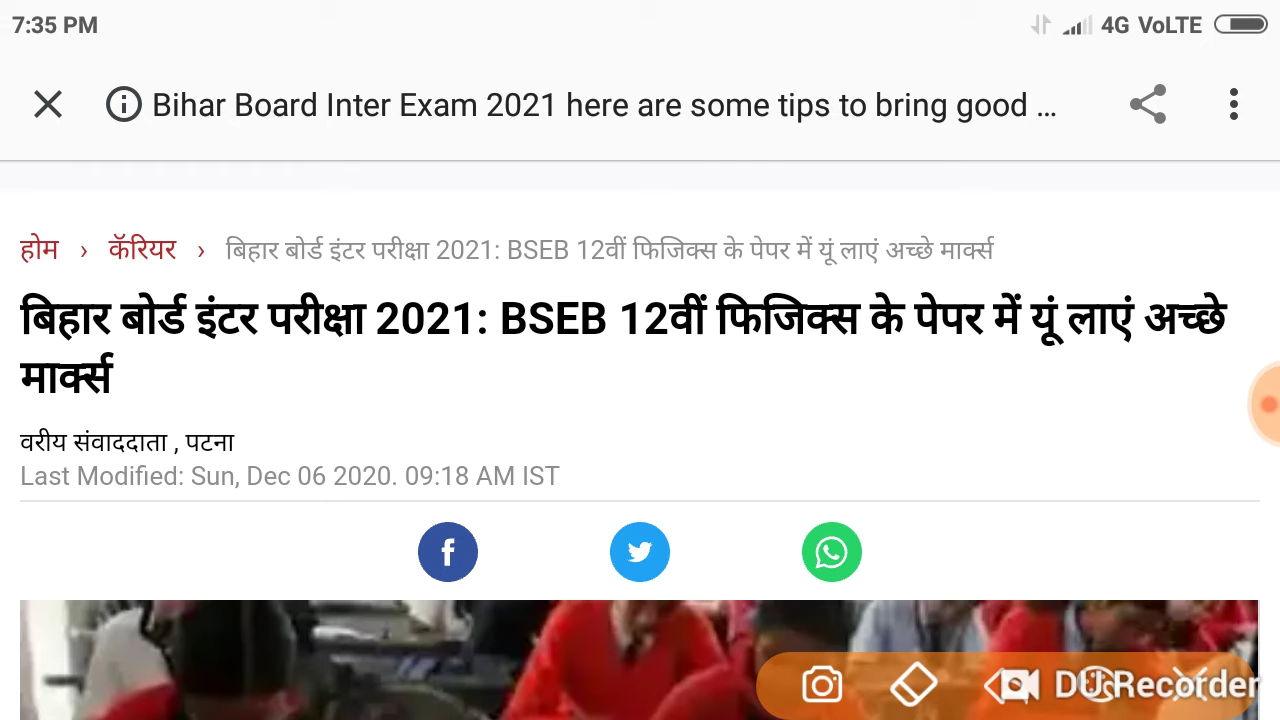 7:35 PM
4G VoLTE
Bihar Board Inter Exam 2021 here are some tips to bring good ...
होम › कॅरियर › बिहार बोर्ड इंटर परीक्षा 2021: BSEB 12वीं फिजिक्स के पेपर में यूं लाएं अच्छे मार्क्स
बिहार बोर्ड इंटर परीक्षा 2021: BSEB 12वीं फिजिक्स के पेपर में यूं लाएं अच्छे
मार्क्स
वरीय संवाददाता , पटना
Last Modified: Sun, Dec 06 2020. 09:18 AM IST
DU Recorder